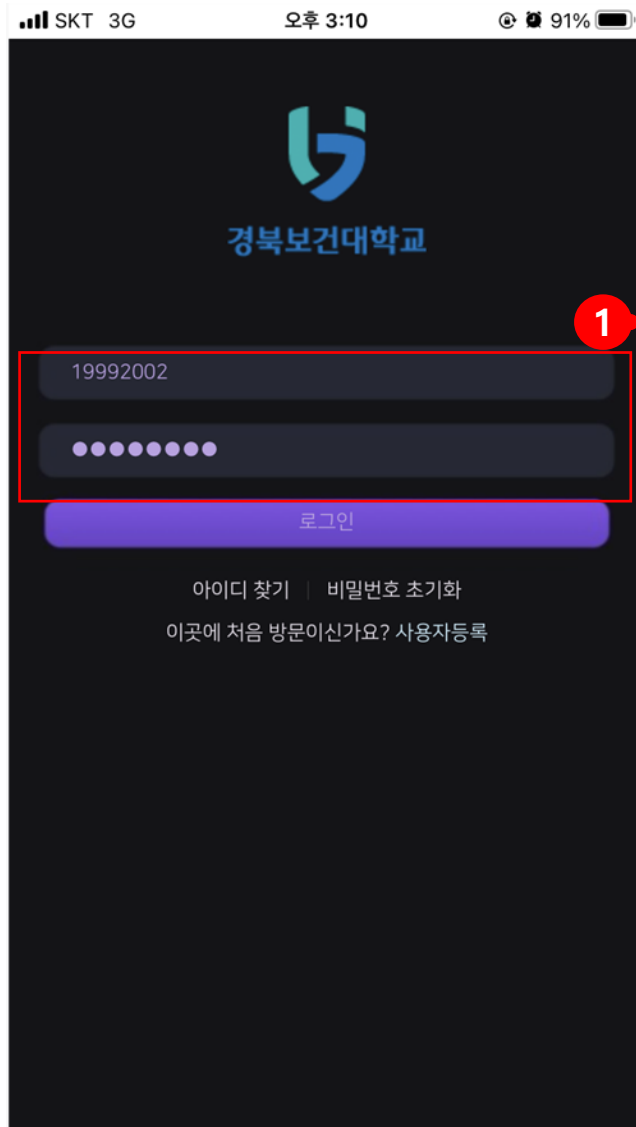 SKT 3G 오후 3:10 91%
경북보건대학교
1
19992002
●●●●●●●●
로그인
아이디 찾기 | 비밀번호 초기화
이곳에 처음 방문이신가요? 사용자등록